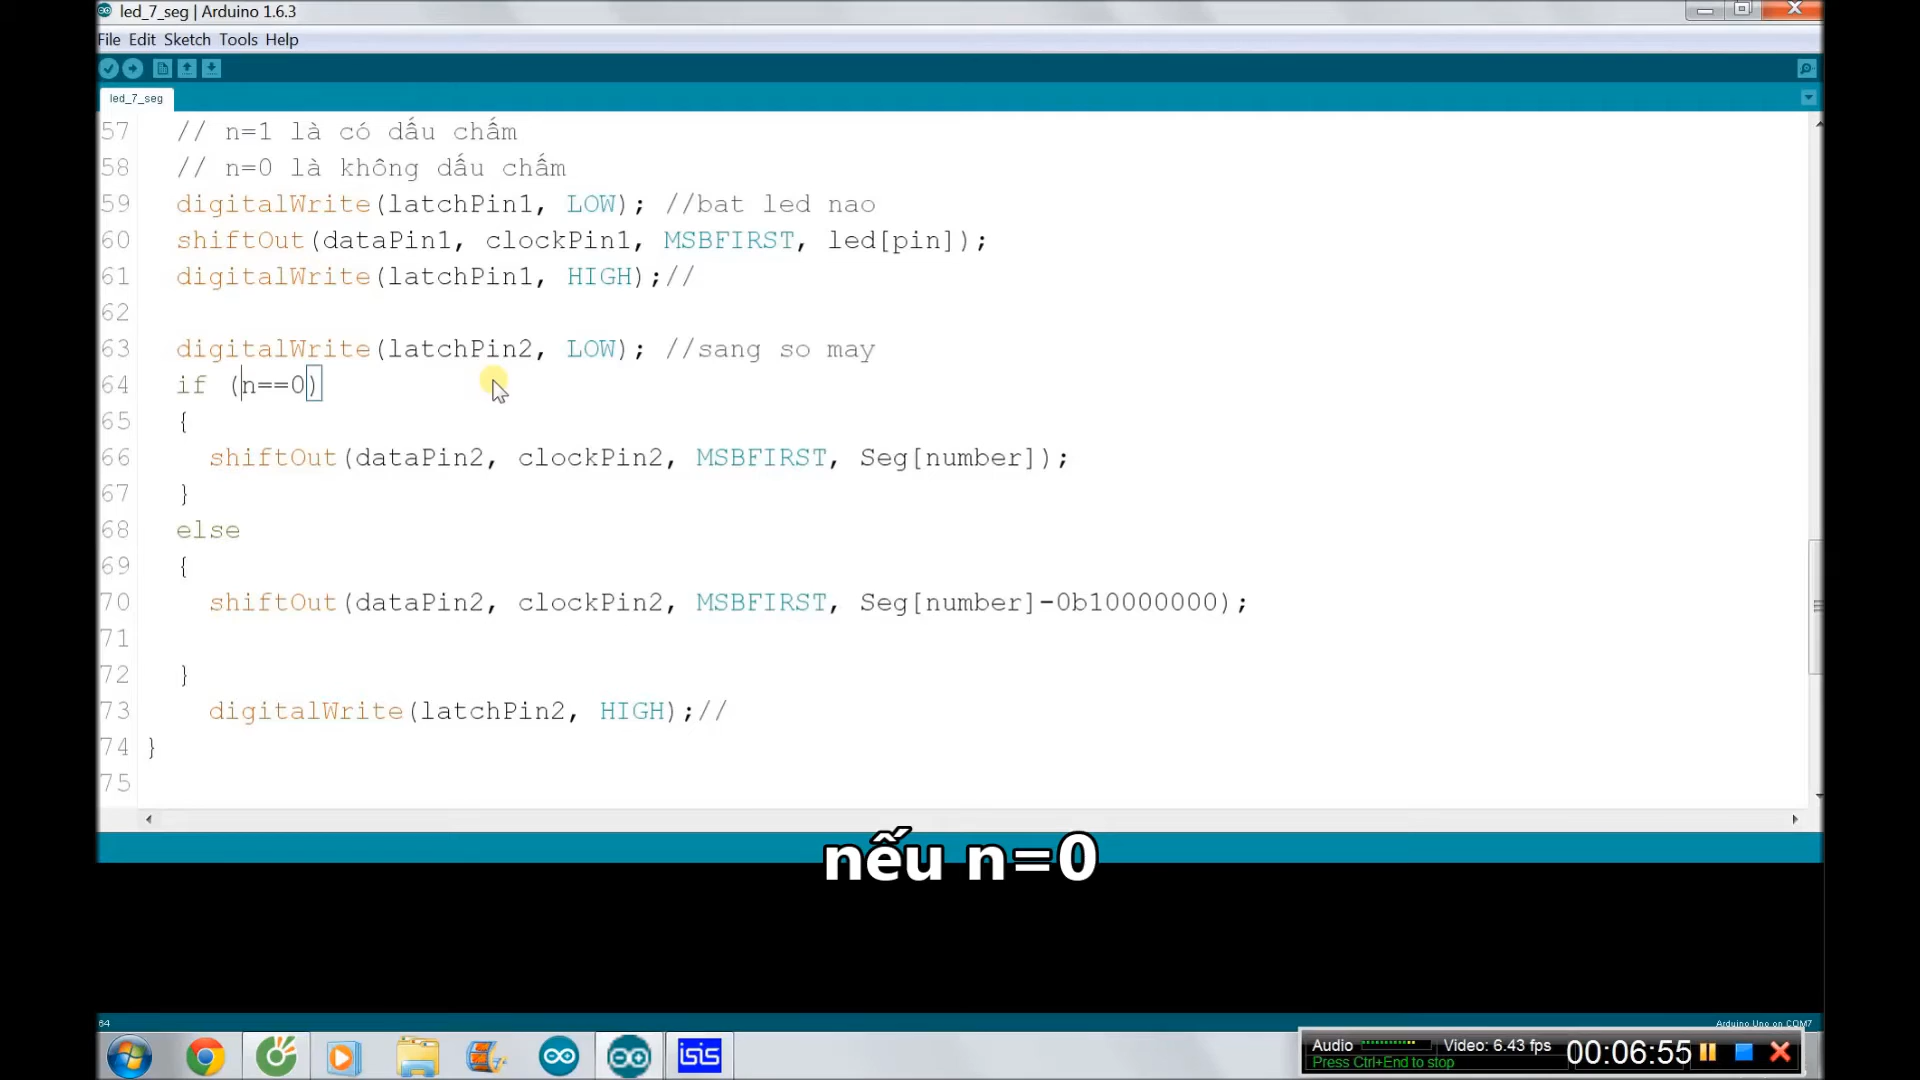 led_7_seg | Arduino 1.6.3
File Edit Sketch Tools Help
led_7_seg
57 // n=1 là có dấu chấm
58 // n=0 là không dấu chấm
59 digitalWrite(latchPin1, LOW); //bat led nao
60 shiftOut(dataPin1, clockPin1, MSBFIRST, led[pin]);
61 digitalWrite(latchPin1, HIGH);//
62
63 digitalWrite(latchPin2, LOW); //sang so may
64 if (n==0)
65 {
66 shiftOut(dataPin2, clockPin2, MSBFIRST, Seg[number]);
67 }
68 else
69 {
70 shiftOut(dataPin2, clockPin2, MSBFIRST, Seg[number]-0b10000000);
71
72 }
73 digitalWrite(latchPin2, HIGH);//
74 }
75
nếu n=0
64
Arduino Uno on COM7
isis
Audio Video: 6.43 fps 00:06:55
Press Ctrl+End to stop